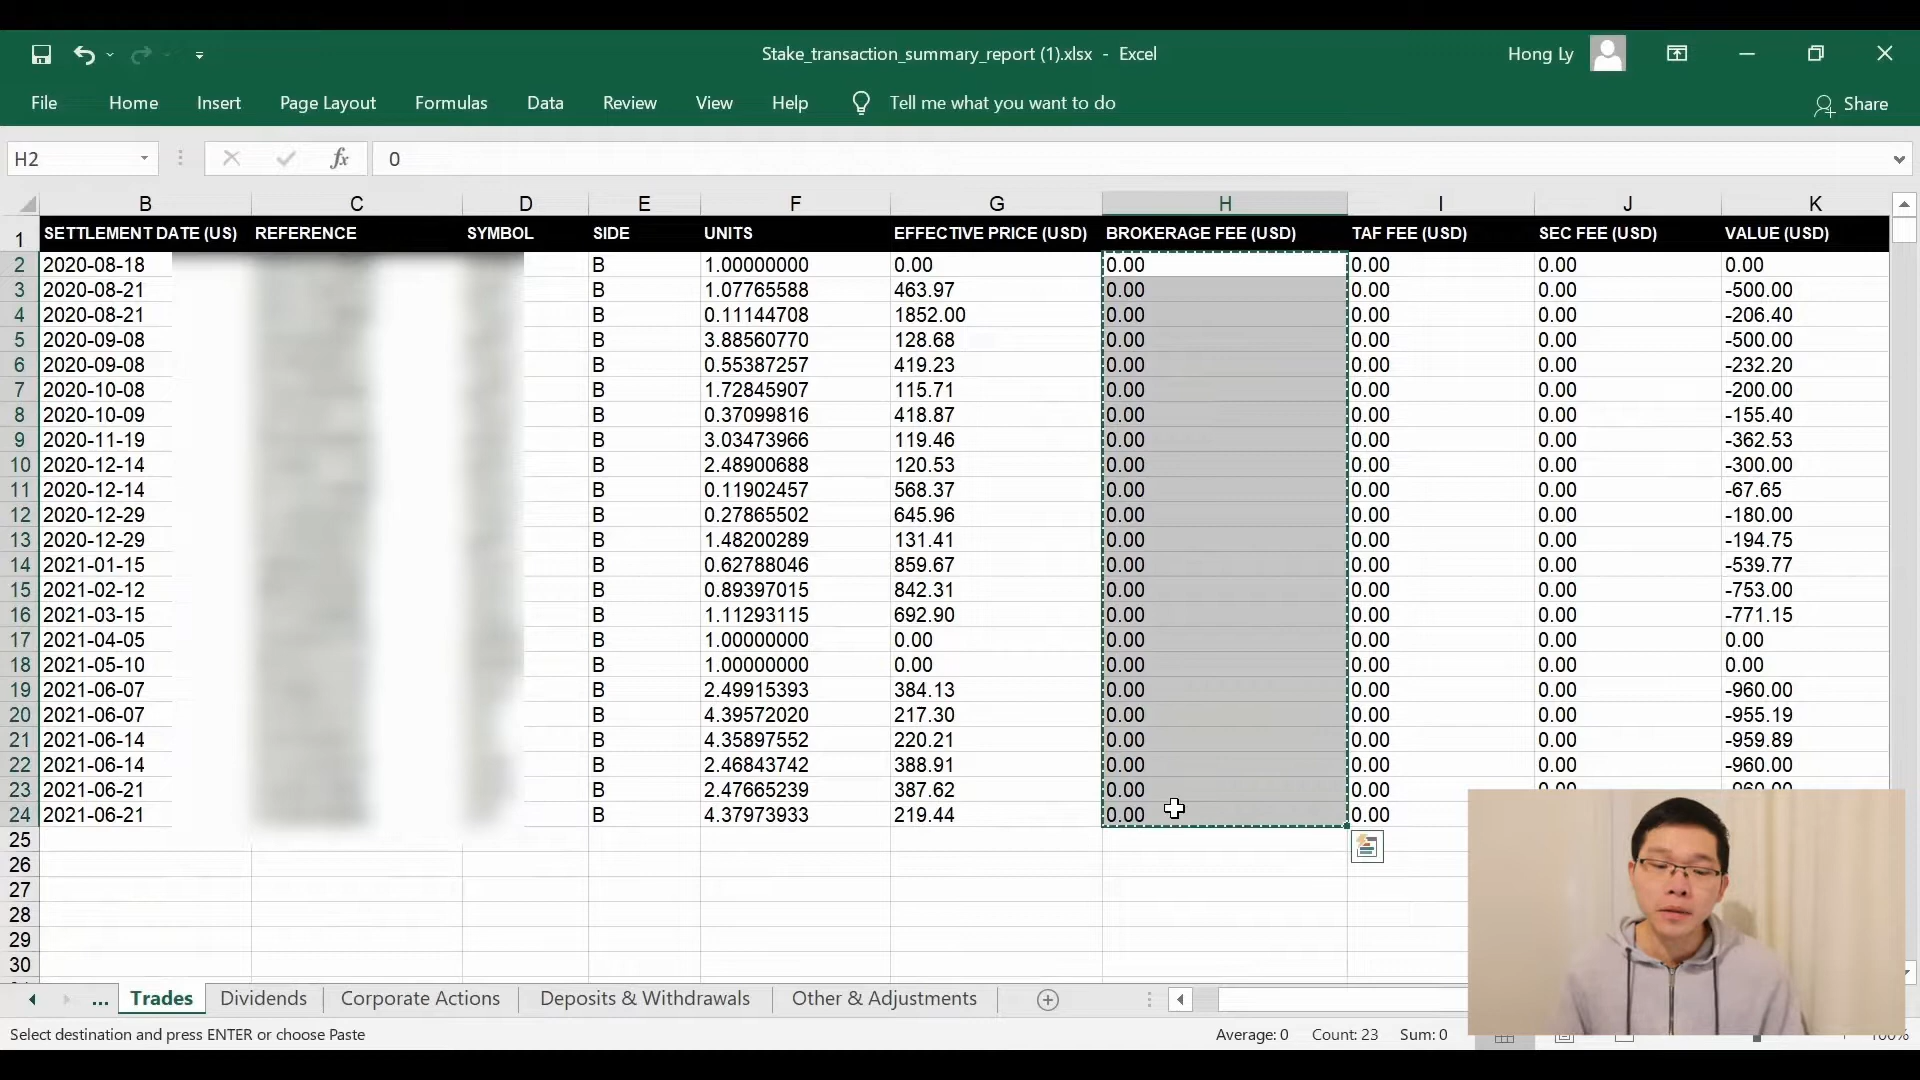 Stake_transaction_summary_report (1).xlsx - Excel
Hong Ly
File Home Insert Page Layout Formulas Data Review View Help Tell me what you want to do Share
H2 fx 0
B C D E F G H I J K
1 SETTLEMENT DATE (US) REFERENCE SYMBOL SIDE UNITS EFFECTIVE PRICE (USD) BROKERAGE FEE (USD) TAF FEE (USD) SEC FEE (USD) VALUE (USD)
2 2020-08-18 B 1.00000000 0.00 0.00 0.00 0.00 0.00
3 2020-08-21 B 1.07765588 463.97 0.00 0.00 0.00 -500.00
4 2020-08-21 B 0.11144708 1852.00 0.00 0.00 0.00 -206.40
5 2020-09-08 B 3.88560770 128.68 0.00 0.00 0.00 -500.00
6 2020-09-08 B 0.55387257 419.23 0.00 0.00 0.00 -232.20
7 2020-10-08 B 1.72845907 115.71 0.00 0.00 0.00 -200.00
8 2020-10-09 B 0.37099816 418.87 0.00 0.00 0.00 -155.40
9 2020-11-19 B 3.03473966 119.46 0.00 0.00 0.00 -362.53
10 2020-12-14 B 2.48900688 120.53 0.00 0.00 0.00 -300.00
11 2020-12-14 B 0.11902457 568.37 0.00 0.00 0.00 -67.65
12 2020-12-29 B 0.27865502 645.96 0.00 0.00 0.00 -180.00
13 2020-12-29 B 1.48200289 131.41 0.00 0.00 0.00 -194.75
14 2021-01-15 B 0.62788046 859.67 0.00 0.00 0.00 -539.77
15 2021-02-12 B 0.89397015 842.31 0.00 0.00 0.00 -753.00
16 2021-03-15 B 1.11293115 692.90 0.00 0.00 0.00 -771.15
17 2021-04-05 B 1.00000000 0.00 0.00 0.00 0.00 0.00
18 2021-05-10 B 1.00000000 0.00 0.00 0.00 0.00 0.00
19 2021-06-07 B 2.49915393 384.13 0.00 0.00 0.00 -960.00
20 2021-06-07 B 4.39572020 217.30 0.00 0.00 0.00 -955.19
21 2021-06-14 B 4.35897552 220.21 0.00 0.00 0.00 -959.89
22 2021-06-14 B 2.46843742 388.91 0.00 0.00 0.00 -960.00
23 2021-06-21 B 2.47665239 387.62 0.00 0.00
24 2021-06-21 B 4.37973933 219.44 0.00 0.00
25
26
27
28
29
30
... Trades Dividends Corporate Actions Deposits & Withdrawals Other & Adjustments
Select destination and press ENTER or choose Paste Average: 0 Count: 23 Sum: 0